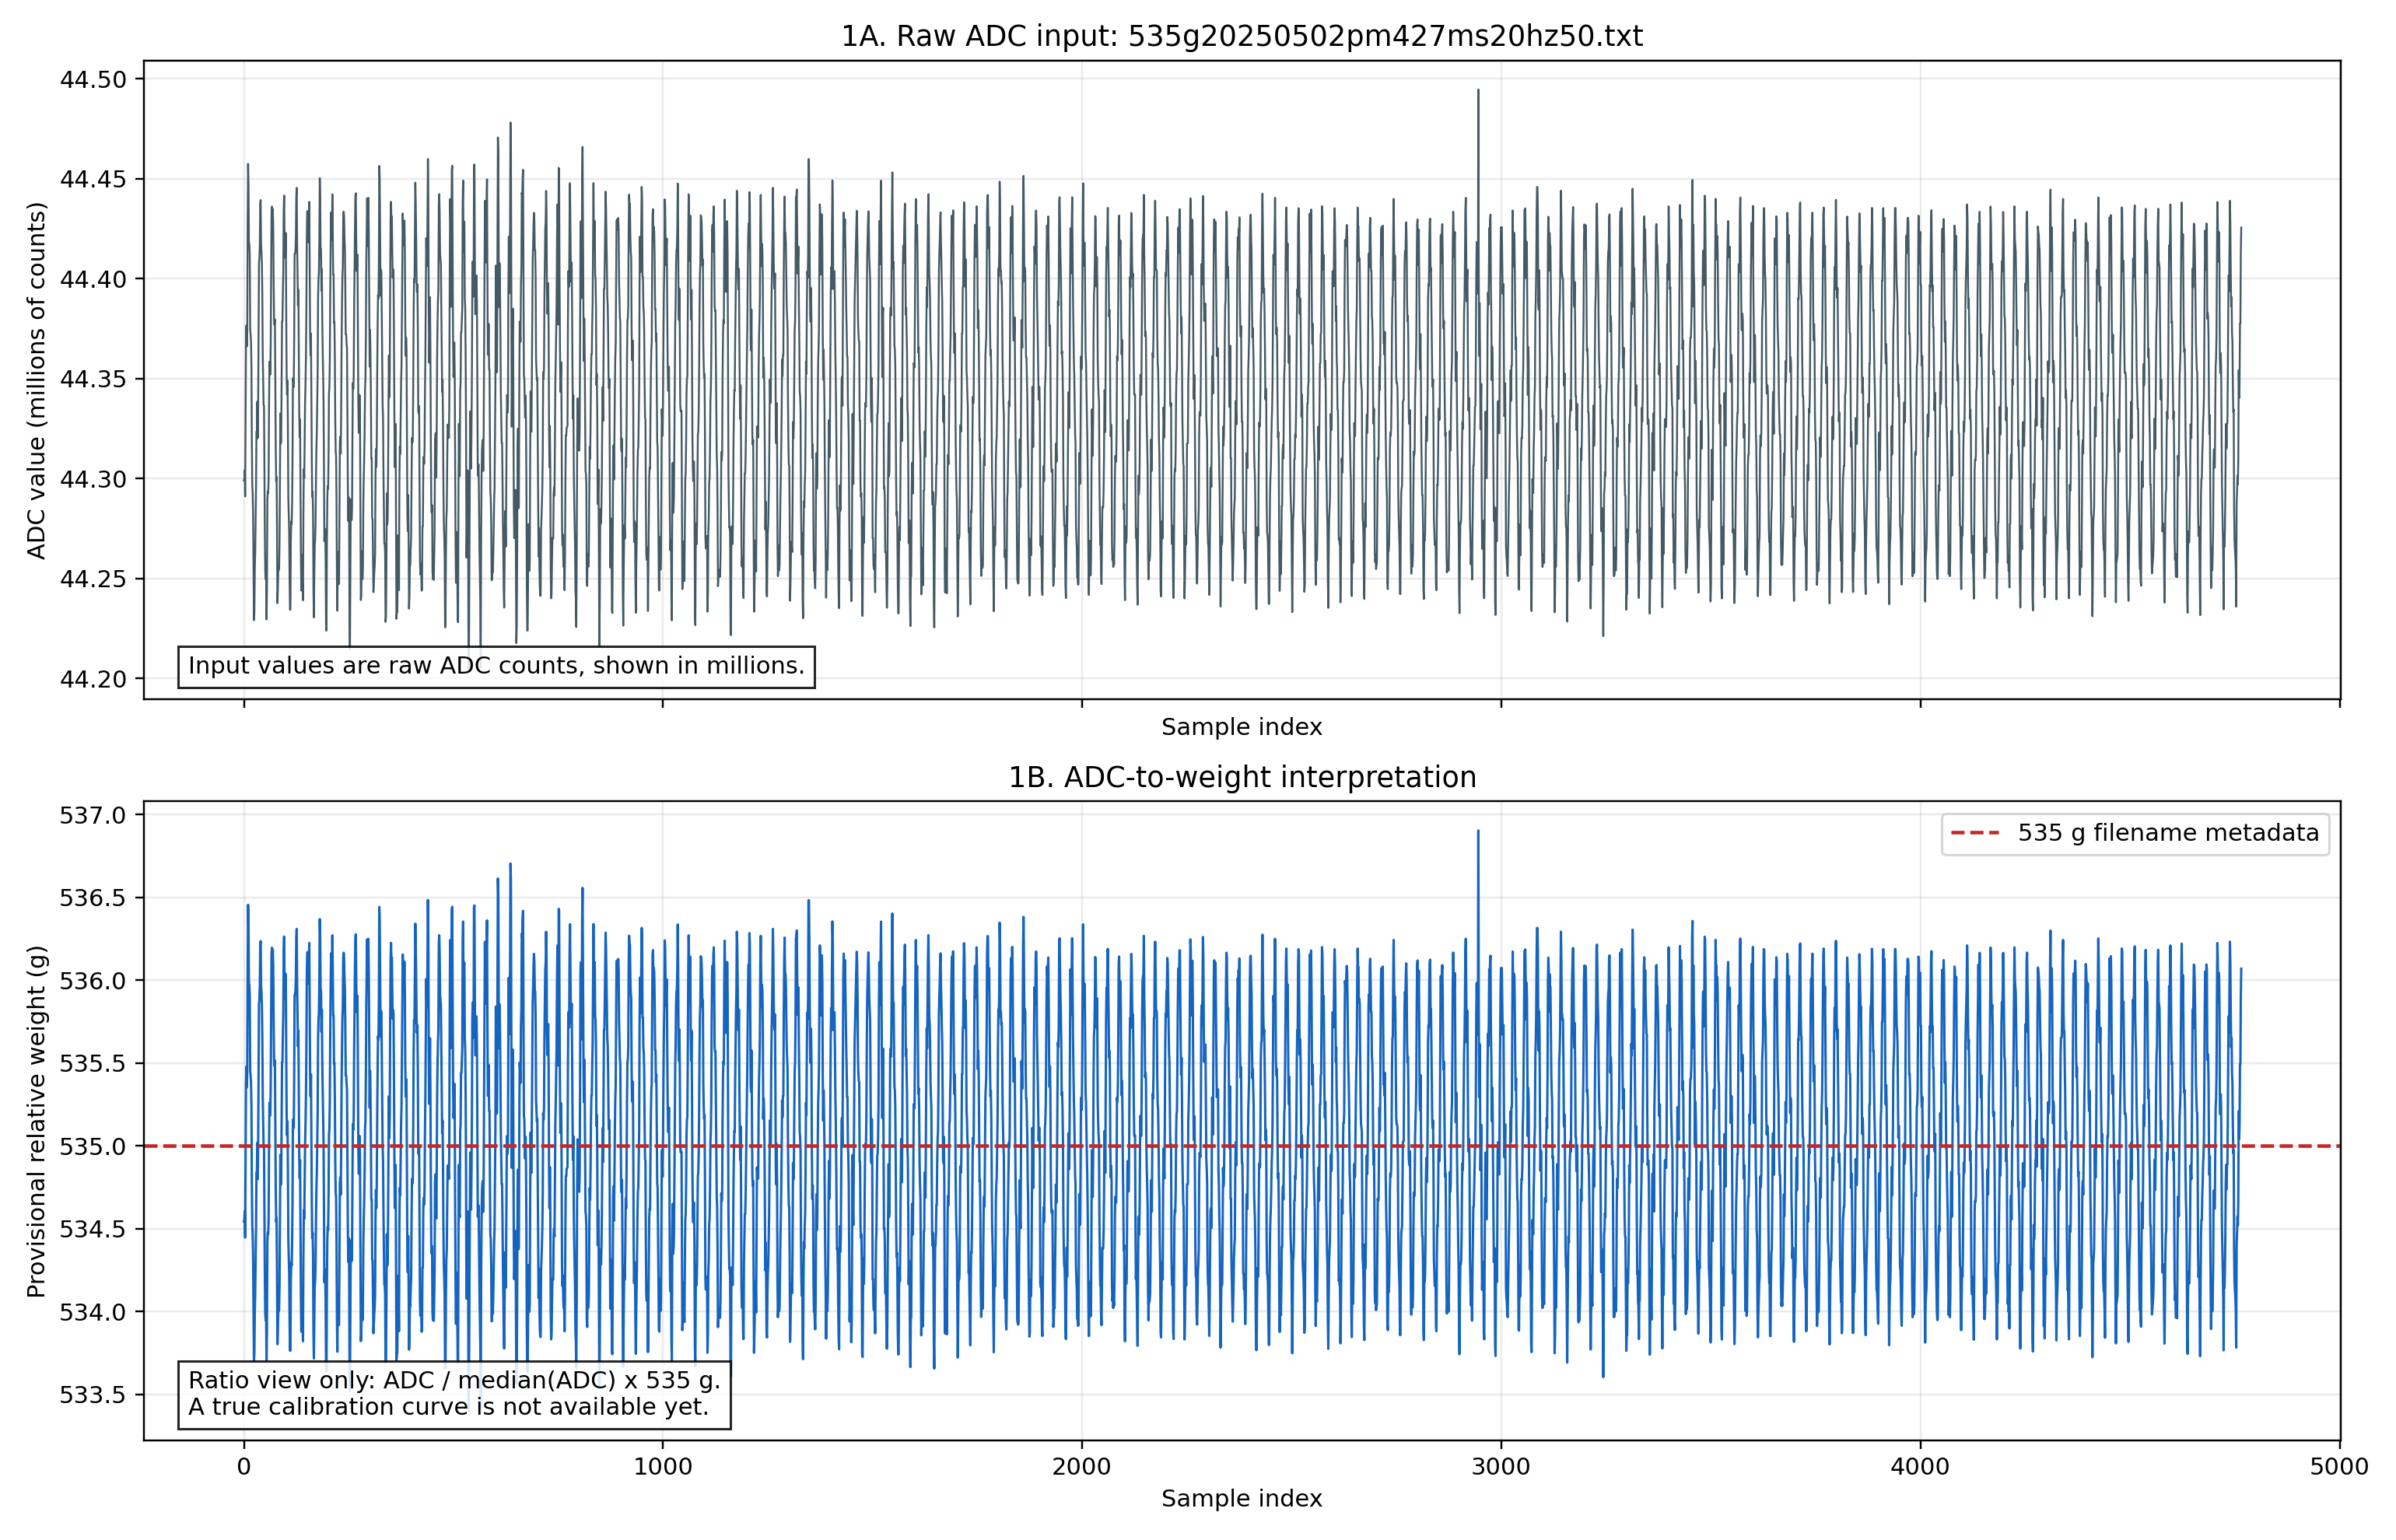 1A. Raw ADC input: 535g20250502pm427ms20hz50.txt
ADC value (millions of counts)
44.50
44.45
44.40
44.35
44.30
44.25
44.20
Input values are raw ADC counts, shown in millions.
Sample index
1B. ADC-to-weight interpretation
Provisional relative weight (g)
537.0
536.5
536.0
535.5
535.0
534.5
534.0
533.5
535 g filename metadata
Ratio view only: ADC / median(ADC) x 535 g.
A true calibration curve is not available yet.
0 1000 2000 3000 4000 5000
Sample index